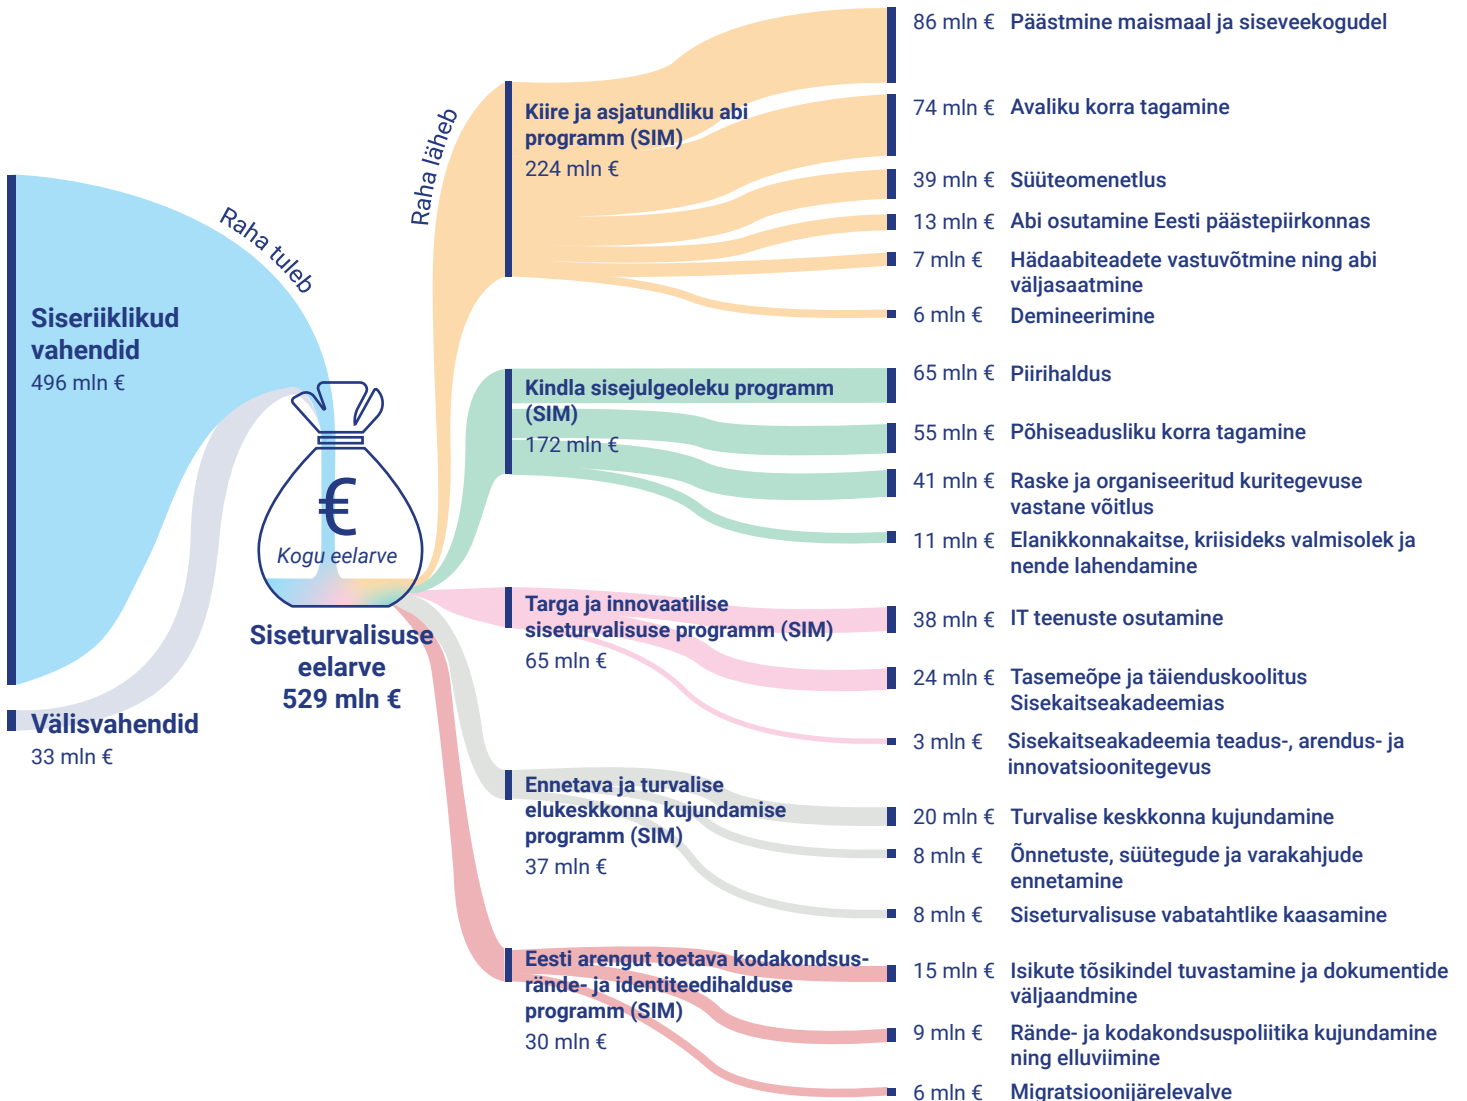 Raha tuleb
Siseriiklikud
vahendid
496 mln €
Välisvahendid
33 mln €
€
Kogu eelarve
Siseturvalisuse
eelarve
529 mln €
Raha läheb
Kiire ja asjatundliku abi
programm (SIM)
224 mln €
86 mln € Päästmine maismaal ja siseveekogudel
74 mln € Avaliku korra tagamine
39 mln € Süüteomenetlus
13 mln € Abi osutamine Eesti päästepiirkonnas
7 mln € Hädaabiteadete vastuvõtmine ning abi
väljasaatmine
6 mln € Demineerimine
Kindla sisejulgeoleku programm
(SIM)
172 mln €
65 mln € Piirihaldus
55 mln € Põhiseadusliku korra tagamine
41 mln € Raske ja organiseeritud kuritegevuse
vastane võitlus
11 mln € Elanikkonnakaitse, kriisideks valmisolek ja
nende lahendamine
Targa ja innovaatilise
siseturvalisuse programm (SIM)
65 mln €
38 mln € IT teenuste osutamine
24 mln € Tasemeõpe ja täienduskoolitus
Sisekaitseakadeemias
3 mln € Sisekaitseakadeemia teadus-, arendus- ja
innovatsioonitegevus
Ennetava ja turvalise
elukeskkonna kujundamise
programm (SIM)
37 mln €
20 mln € Turvalise keskkonna kujundamine
8 mln € Õnnetuste, süütegude ja varakahjude
ennetamine
8 mln € Siseturvalisuse vabatahtlike kaasamine
Eesti arengut toetava kodakondsus-
rände- ja identiteedihalduse
programm (SIM)
30 mln €
15 mln € Isikute tõsikindel tuvastamine ja dokumentide
väljaandmine
9 mln € Rände- ja kodakondsuspoliitika kujundamine
ning elluviimine
6 mln € Migratsioonijärelevalve